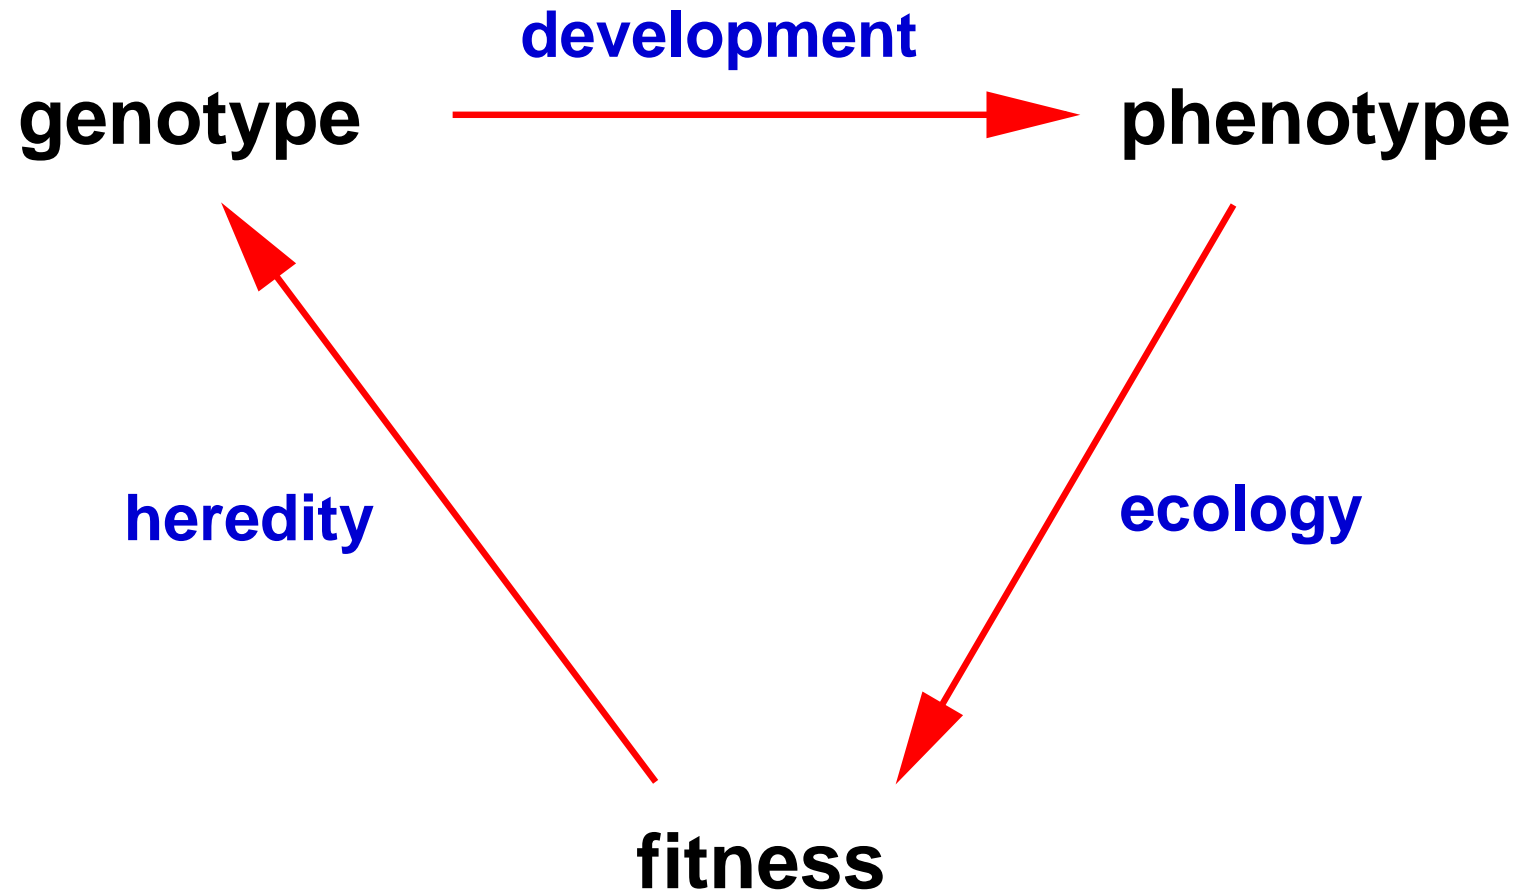 development
genotype
phenotype
heredity
ecology
fitness